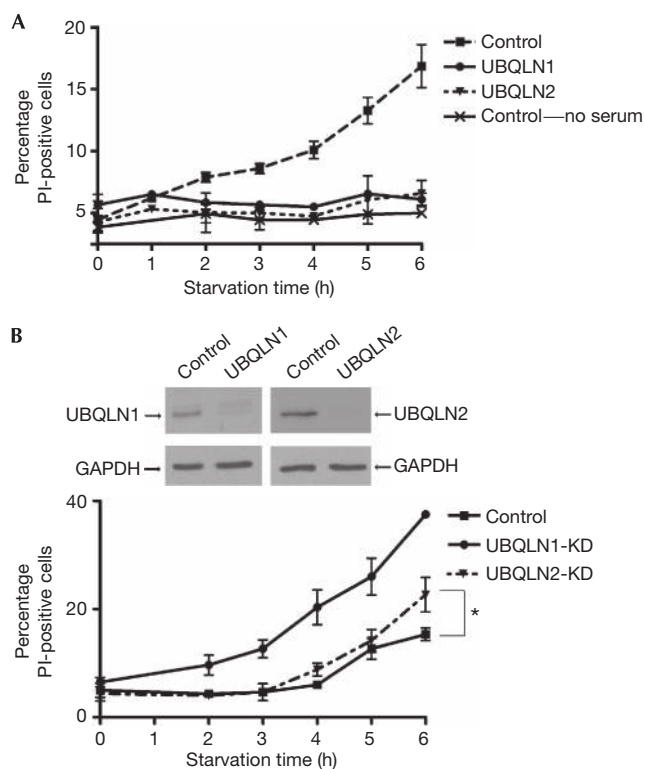 A
20
15
10
5
Percentage
PI-positive cells
0 1 2 3 4 5 6
Starvation time (h)
Control
UBQLN1
UBQLN2
Control—no serum
B
Control
UBQLN1
Control
UBQLN2
UBQLN1
UBQLN2
GAPDH
GAPDH
40
20
0
Percentage
PI-positive cells
0 1 2 3 4 5 6
Starvation time (h)
Control
UBQLN1-KD
UBQLN2-KD
*